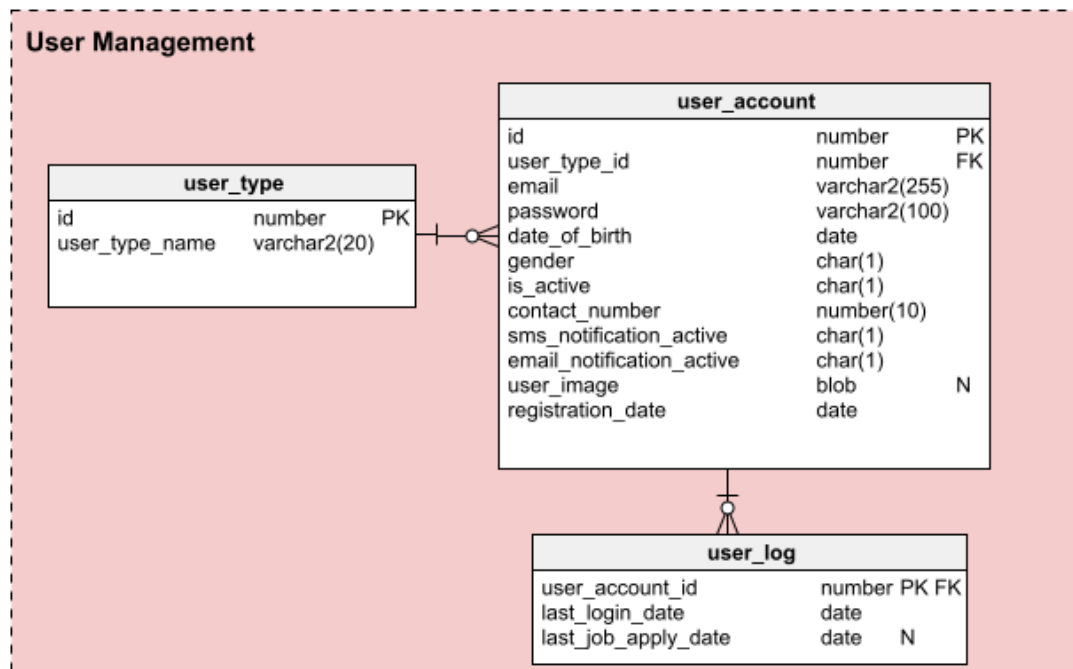 User Management
user_account
id number PK
user_type_id number FK
email varchar2(255)
password varchar2(100)
date_of_birth date
gender char(1)
is_active char(1)
contact_number number(10)
sms_notification_active char(1)
email_notification_active char(1)
user_image blob N
registration_date date
user_type
id number PK
user_type_name varchar2(20)
user_log
user_account_id number PK FK
last_login_date date
last_job_apply_date date N